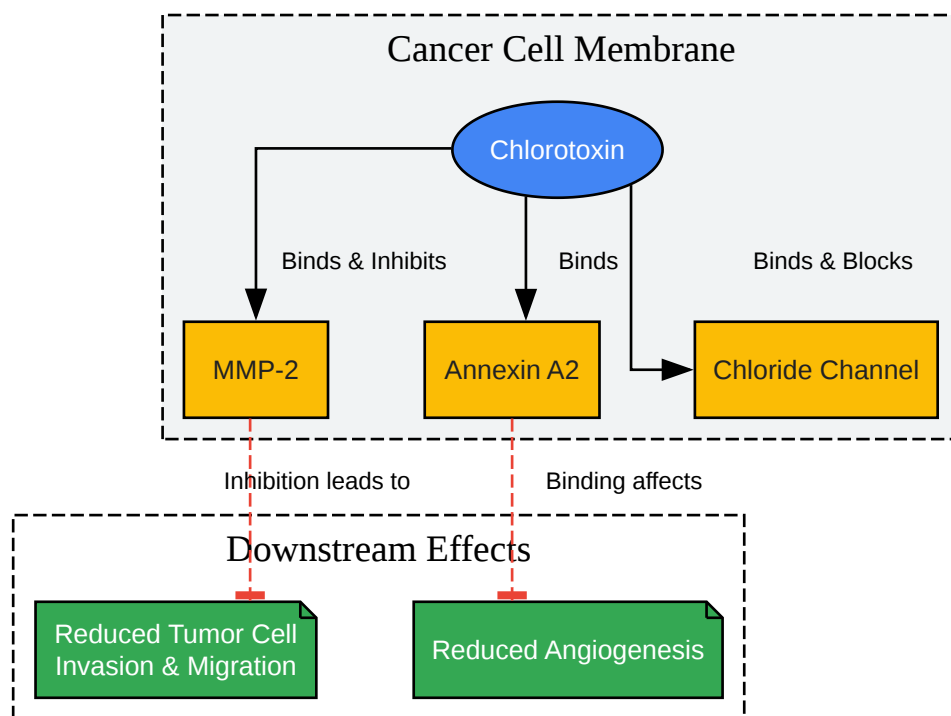 Cancer Cell Membrane
Chlorotoxin
Binds & Inhibits
Binds
Binds & Blocks
MMP-2
Annexin A2
Chloride Channel
Inhibition leads to
Binding affects
Downstream Effects
Reduced Tumor Cell
Invasion & Migration
Reduced Angiogenesis